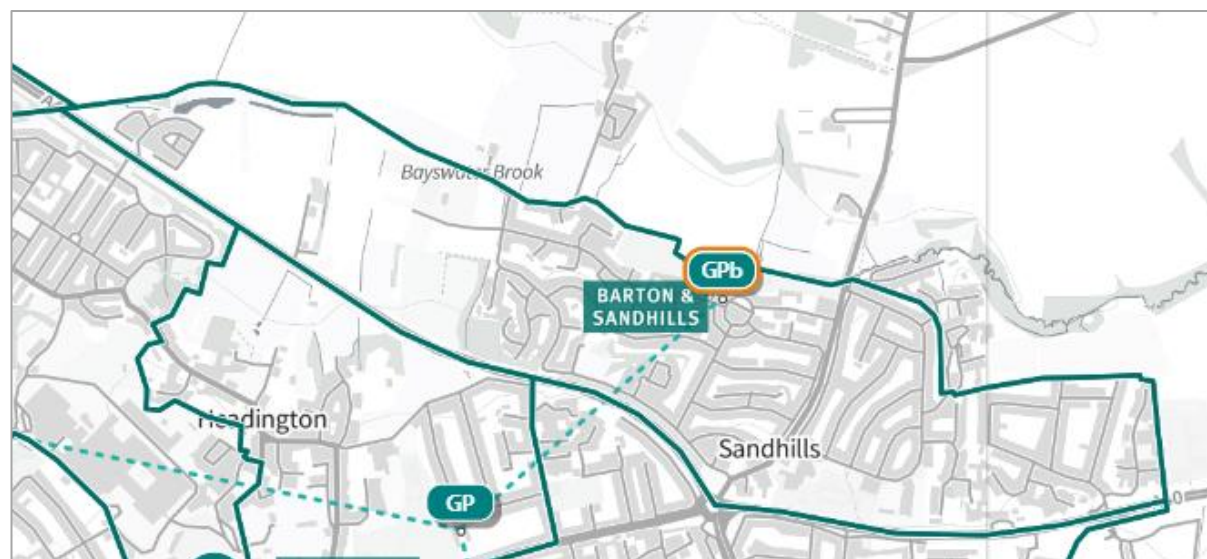 Bayswater Brook
GPb
BARTON &
SANDHILLS
Headington
Sandhills
GP